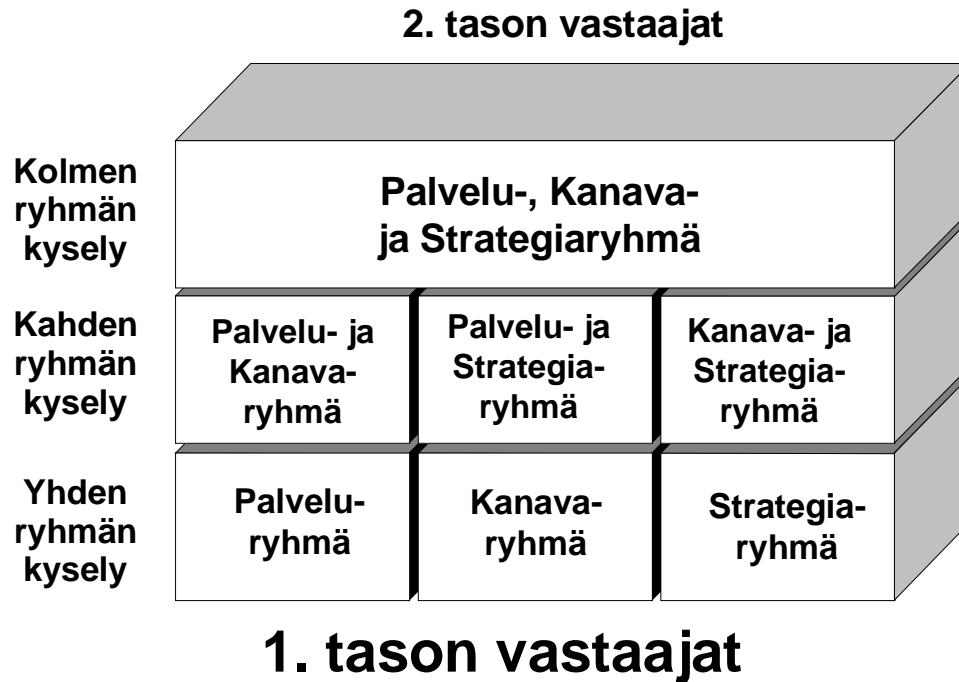 2. tason vastaajat
Kolmen
ryhmän
kysely
Palvelu-, Kanava-
ja Strategiaryhmä
Kahden
ryhmän
kysely
Palvelu- ja
Kanava-
ryhmä
Palvelu- ja
Strategia-
ryhmä
Kanava- ja
Strategia-
ryhmä
Yhden
ryhmän
kysely
Palvelu-
ryhmä
Kanava-
ryhmä
Strategia-
ryhmä
1. tason vastaajat